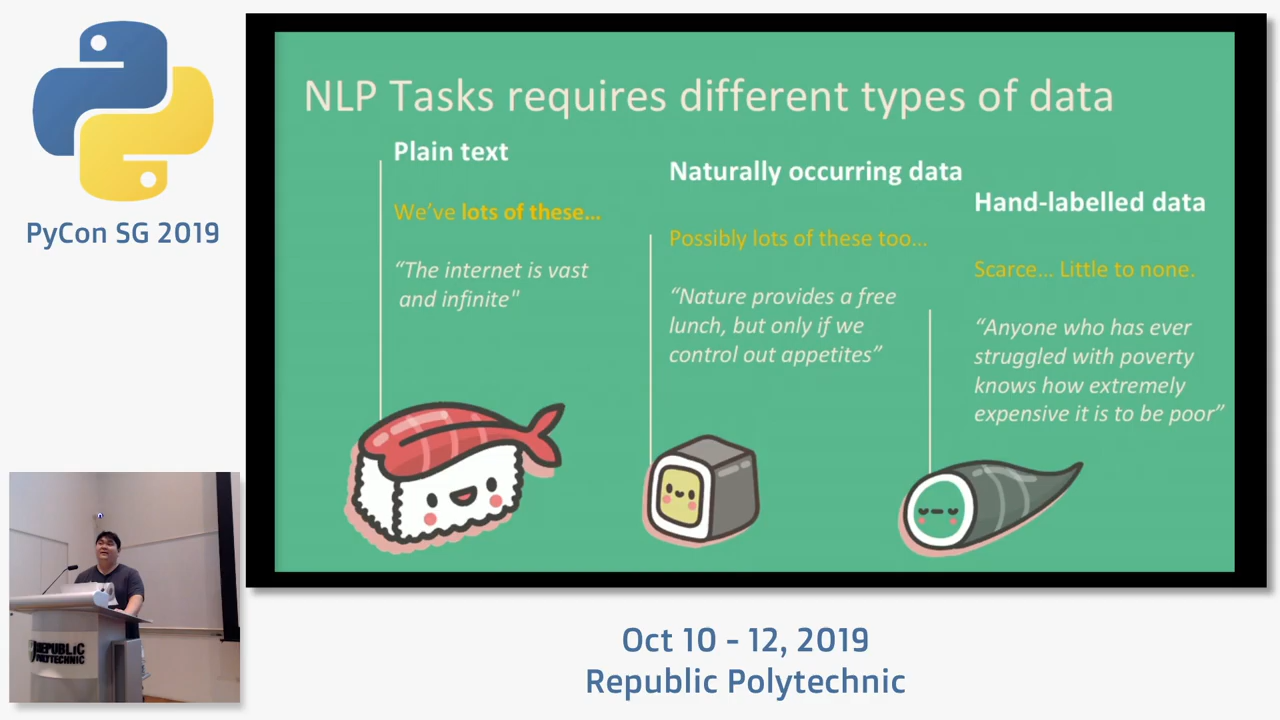 PyCon SG 2019
NLP Tasks requires different types of data
Plain text
We've lots of these...
"The internet is vast
and infinite"
Naturally occurring data
Possibly lots of these too...
"Nature provides a free
lunch, but only if we
control out appetites"
Hand-labelled data
Scarce... Little to none.
"Anyone who has ever
struggled with poverty
knows how extremely
expensive it is to be poor"
REPUBLIC
POLYTECHNIC
Oct 10 - 12, 2019
Republic Polytechnic